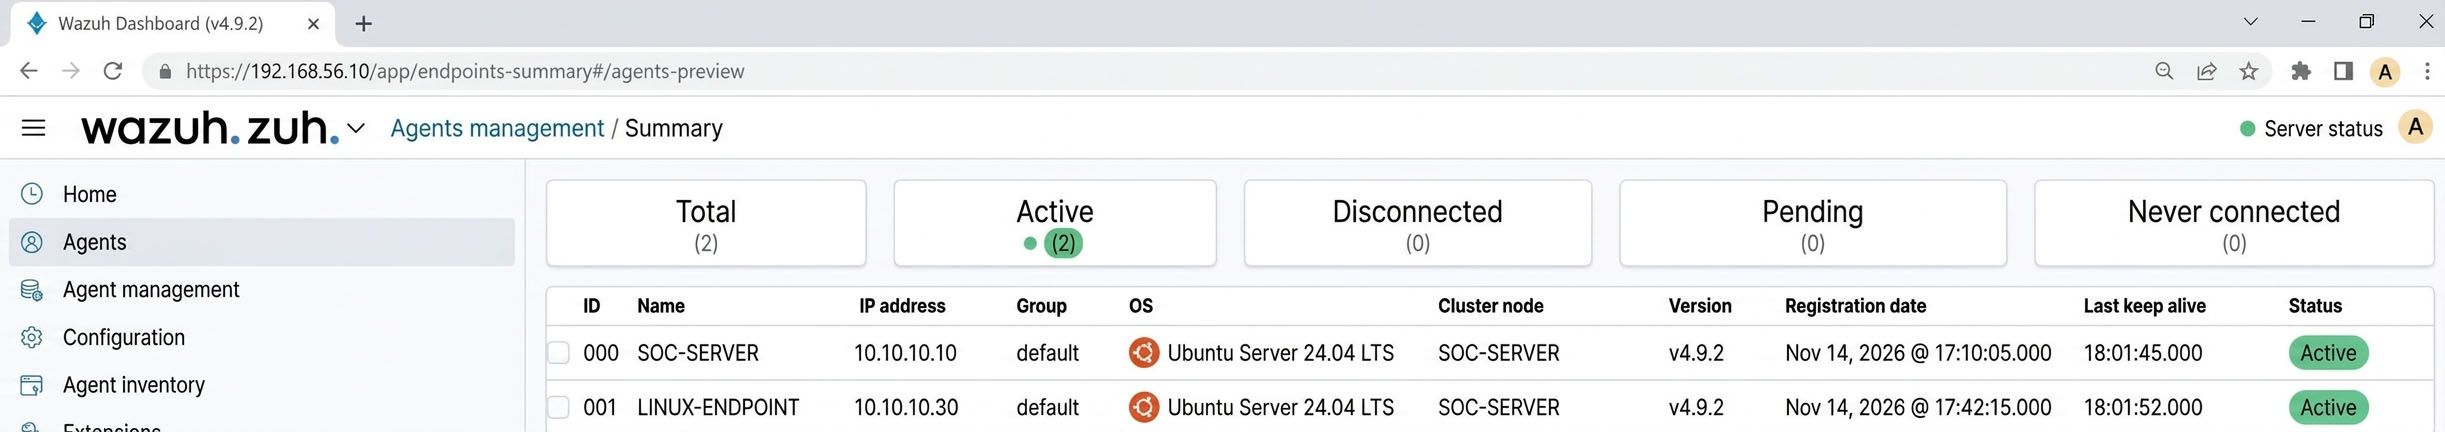 Wazuh Dashboard (v4.9.2)
https://192.168.56.10/app/endpoints-summary#/agents-preview
A
wazuh.zuh.
Agents management / Summary
Server status
A
Home
Agents
Agent management
Configuration
Agent inventory
Extensions
Total
(2)
Active
(2)
Disconnected
(0)
Pending
(0)
Never connected
(0)
ID Name IP address Group OS Cluster node Version Registration date Last keep alive Status
000 SOC-SERVER 10.10.10.10 default Ubuntu Server 24.04 LTS SOC-SERVER v4.9.2 Nov 14, 2026 @ 17:10:05.000 18:01:45.000 Active
001 LINUX-ENDPOINT 10.10.10.30 default Ubuntu Server 24.04 LTS SOC-SERVER v4.9.2 Nov 14, 2026 @ 17:42:15.000 18:01:52.000 Active